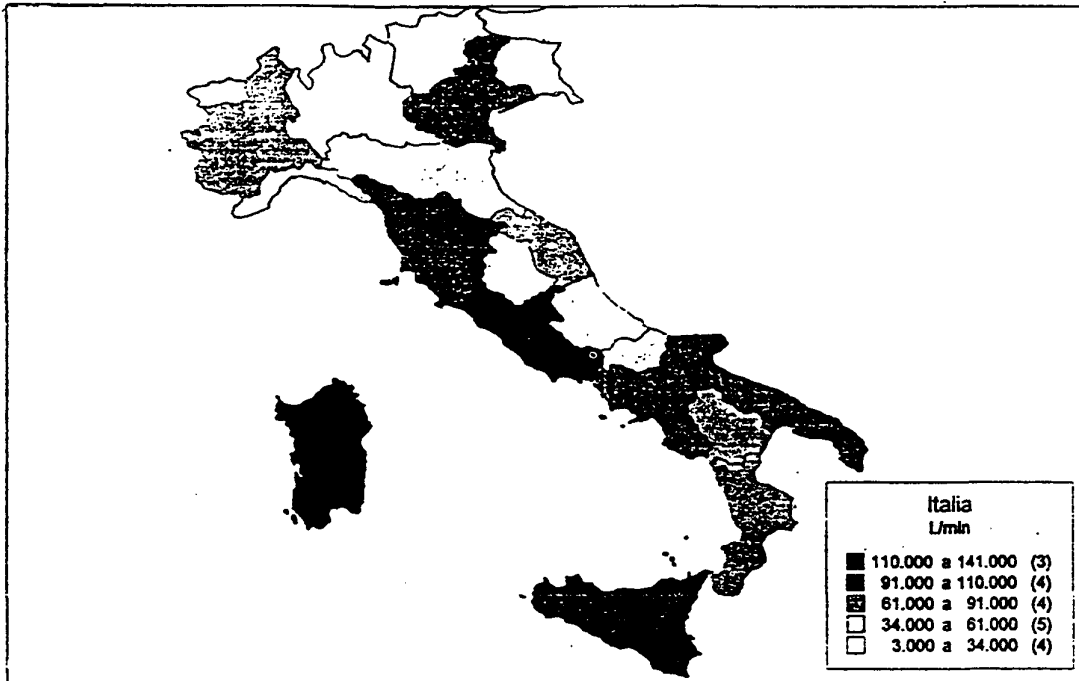 Italia
L/min
110.000 a 141.000 (3)
91.000 a 110.000 (4)
61.000 a 91.000 (4)
34.000 a 61.000 (5)
3.000 a 34.000 (4)